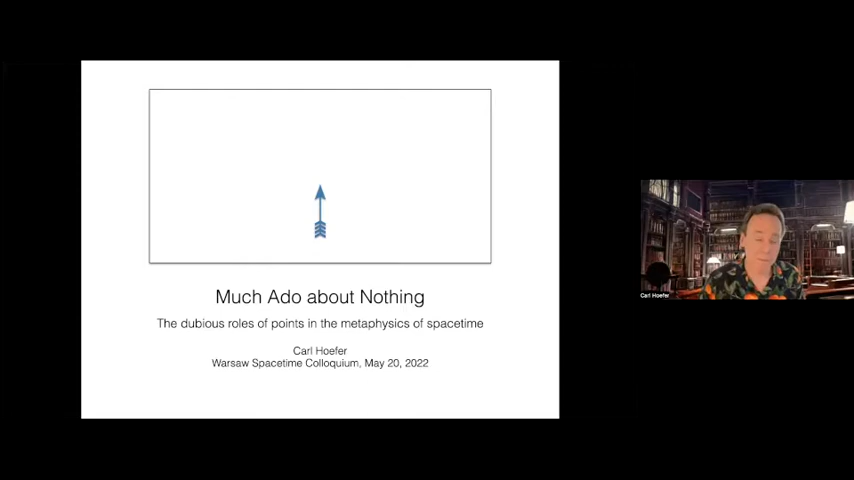 Much Ado about Nothing
The dubious roles of points in the metaphysics of spacetime
Carl Hoefer
Warsaw Spacetime Colloquium, May 20, 2022
Carl Hoefer